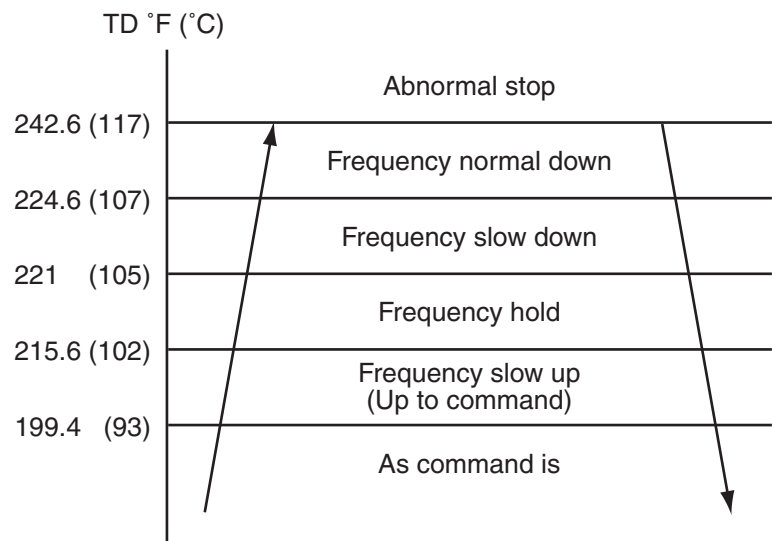 TD ˚F (˚C)
Abnormal stop
242.6 (117)
Frequency normal down
224.6 (107)
Frequency slow down
221 (105)
Frequency hold
215.6 (102)
Frequency slow up
(Up to command)
199.4 (93)
As command is